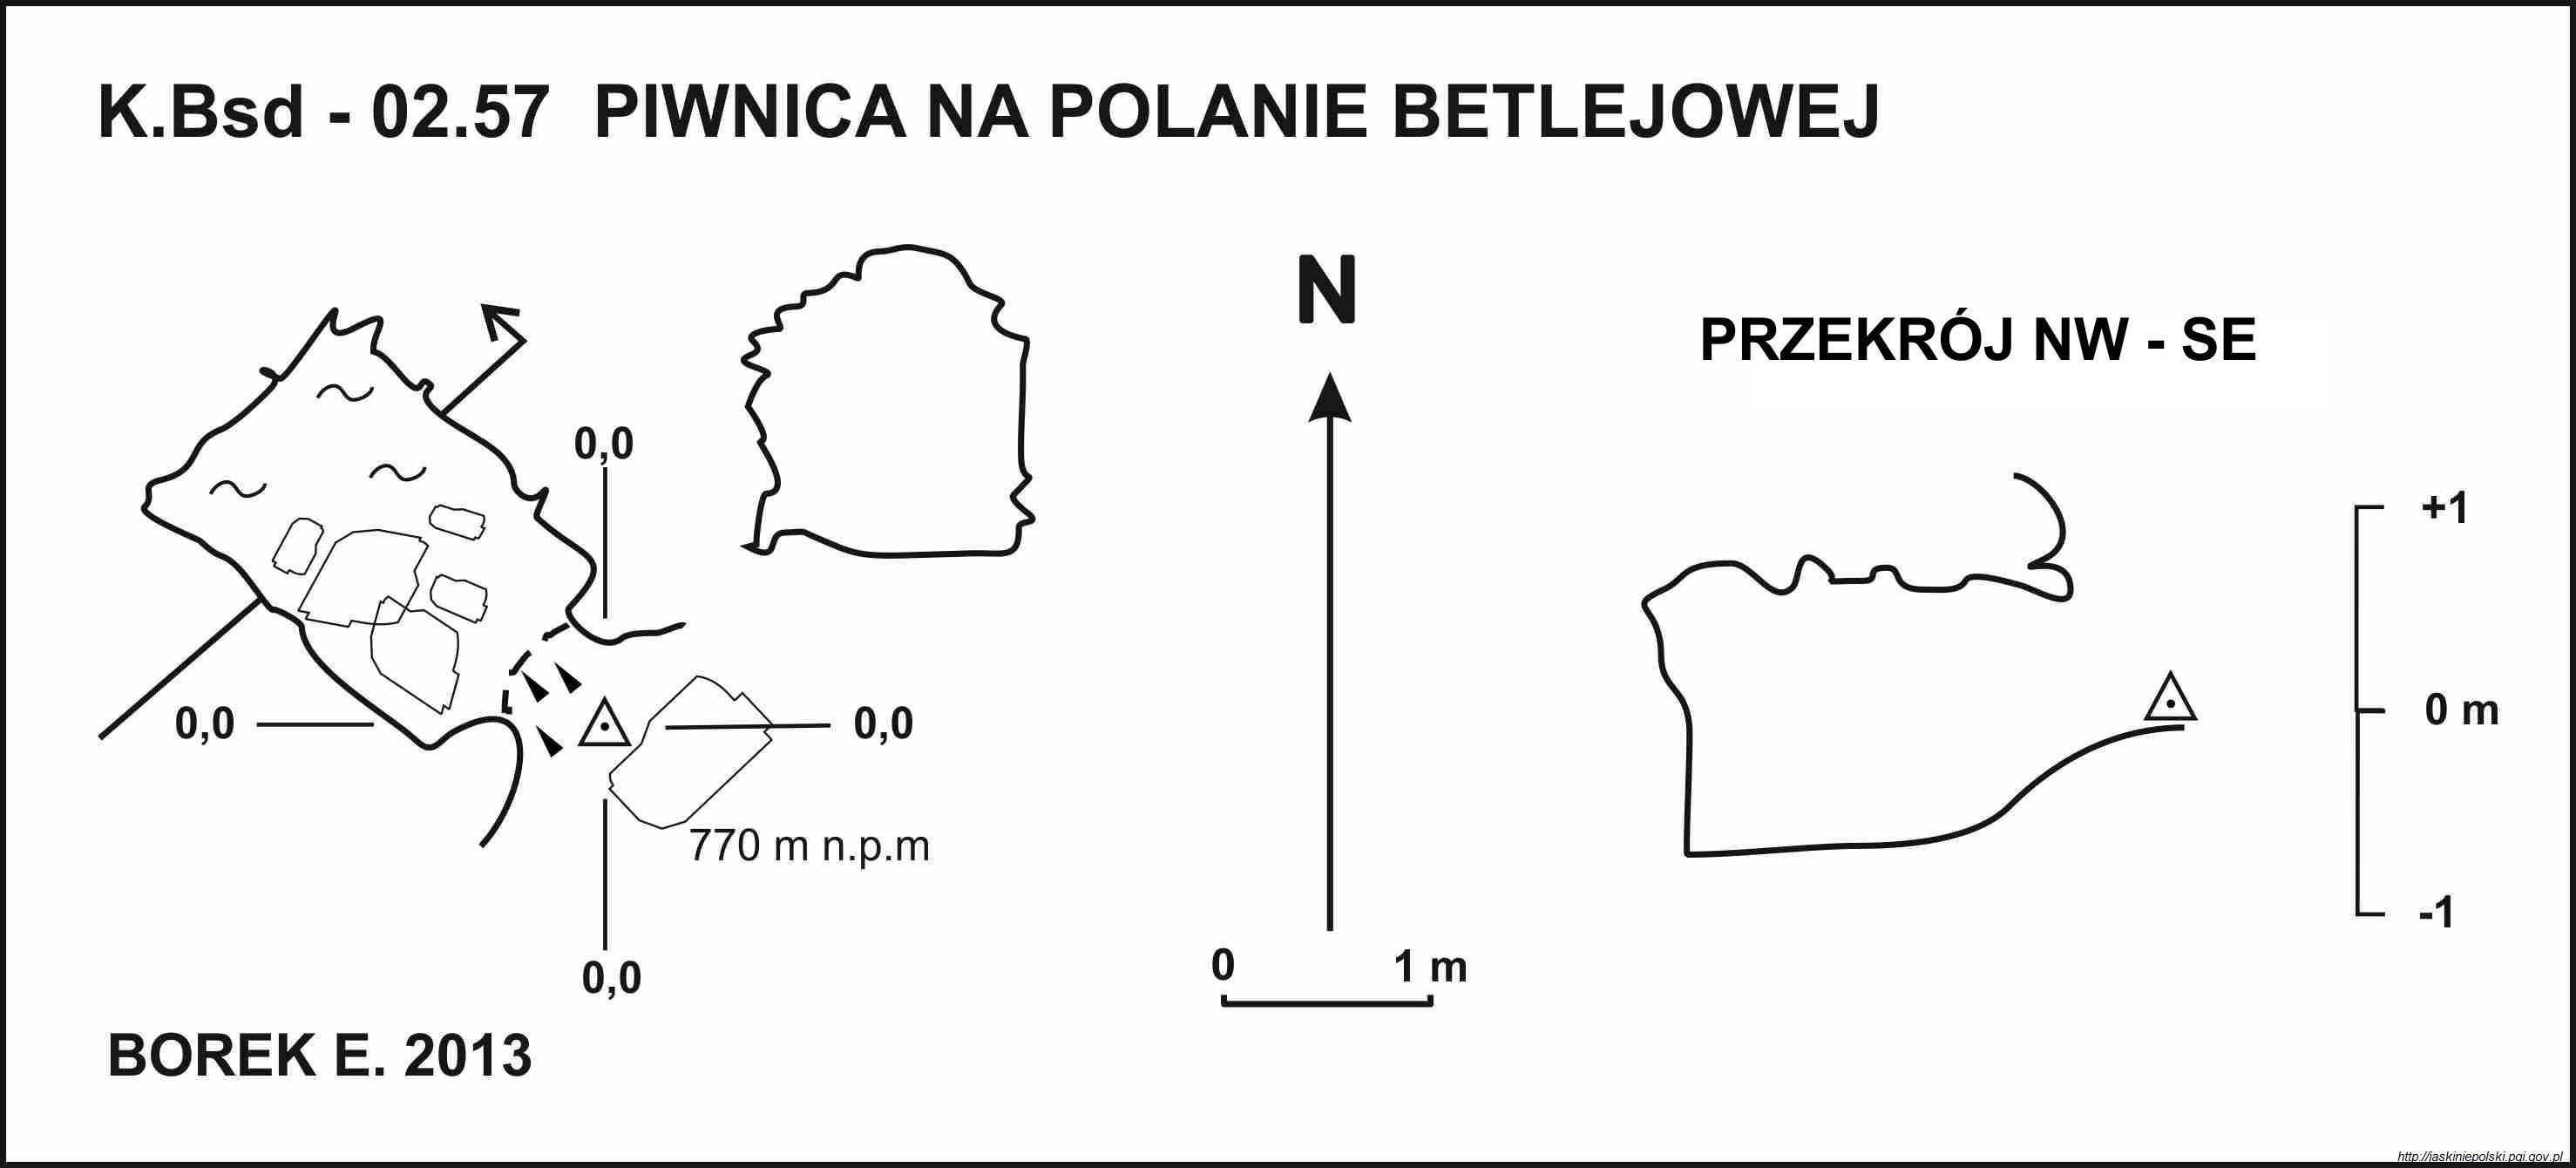 K.Bsd - 02.57 PIWNICA NA POLANIE BETLEJOWEJ
N
PRZEKRÓJ NW - SE
0,0
+1
0,0
0,0
0 m
770 m n.p.m
-1
0,0
0 1 m
BOREK E. 2013
http://jaskiniepolski.pgi.gov.pl